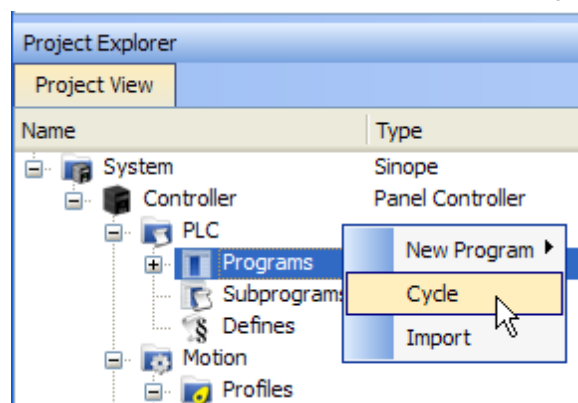 Project Explorer
Project View
Name Type
System Sinope
Controller Panel Controller
PLC
Programs New Program
Subprograms Cycle
Defines Import
Motion
Profiles